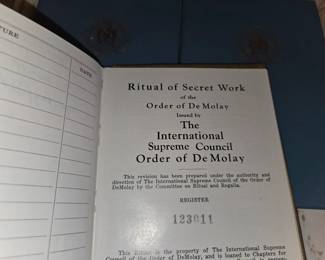 TURE
DATE
Ritual of Secret Work
of the
Order of DeMolay
Issued by
The
International
Supreme Council
Order of DeMolay
This revision has been prepared under the authority and
direction of The International Supreme Council of the Order of
DeMolay by the Committee on Ritual and Regalia.
REGISTER
123011
This Ritual is the property of The International Supreme
Council of the Order of DeMolay, and is loaned to Chapters for